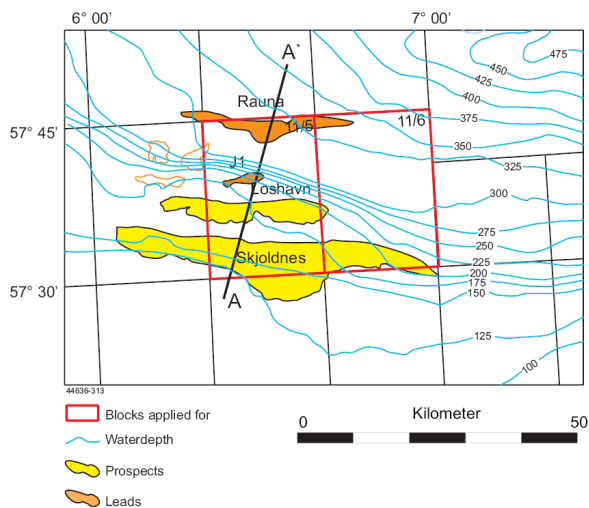 6° 00'
7° 00'
A`
475
450
425
400
Rauna
375
57° 45'
11/5
11/6
350
J1
325
Loshavn
300
275
250
Skjoldnes
225
200
57° 30'
175
150
A
125
100
44636-313
Blocks applied for
Waterdepth
Prospects
Leads
Kilometer
0
50